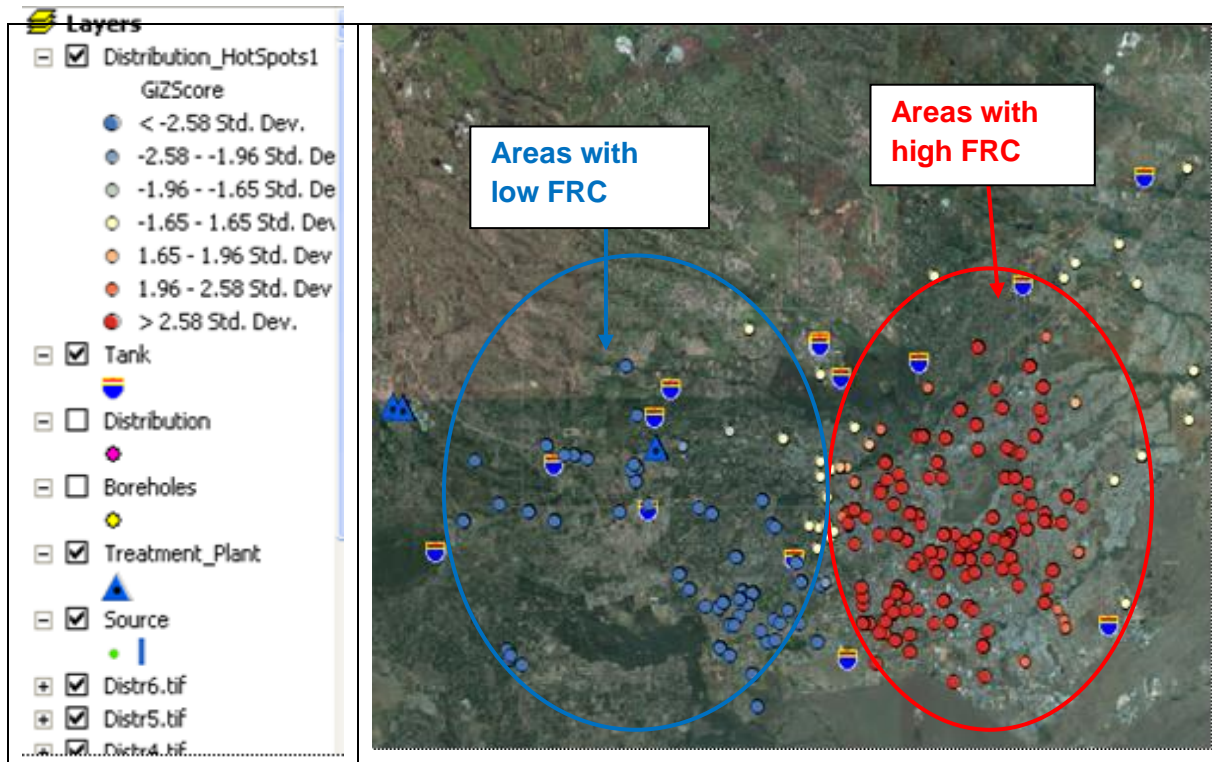 Layers
Distribution_HotSpots1
GiZScore
< -2.58 Std. Dev.
-2.58 - -1.96 Std. De
-1.96 - -1.65 Std. De
-1.65 - 1.65 Std. Dev
1.65 - 1.96 Std. Dev
1.96 - 2.58 Std. Dev
> 2.58 Std. Dev.
Tank
Distribution
Boreholes
Treatment_Plant
Source
Distr6.tif
Distr5.tif
Distr4.tif
Areas with
low FRC
Areas with
high FRC